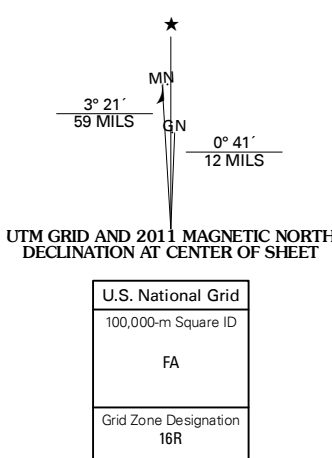 ★
MN
3° 21´
59 MILS
GN
0° 41´
12 MILS
UTM GRID AND 2011 MAGNETIC NORTH
DECLINATION AT CENTER OF SHEET
U.S. National Grid
100,000-m Square ID
FA
Grid Zone Designation
16R